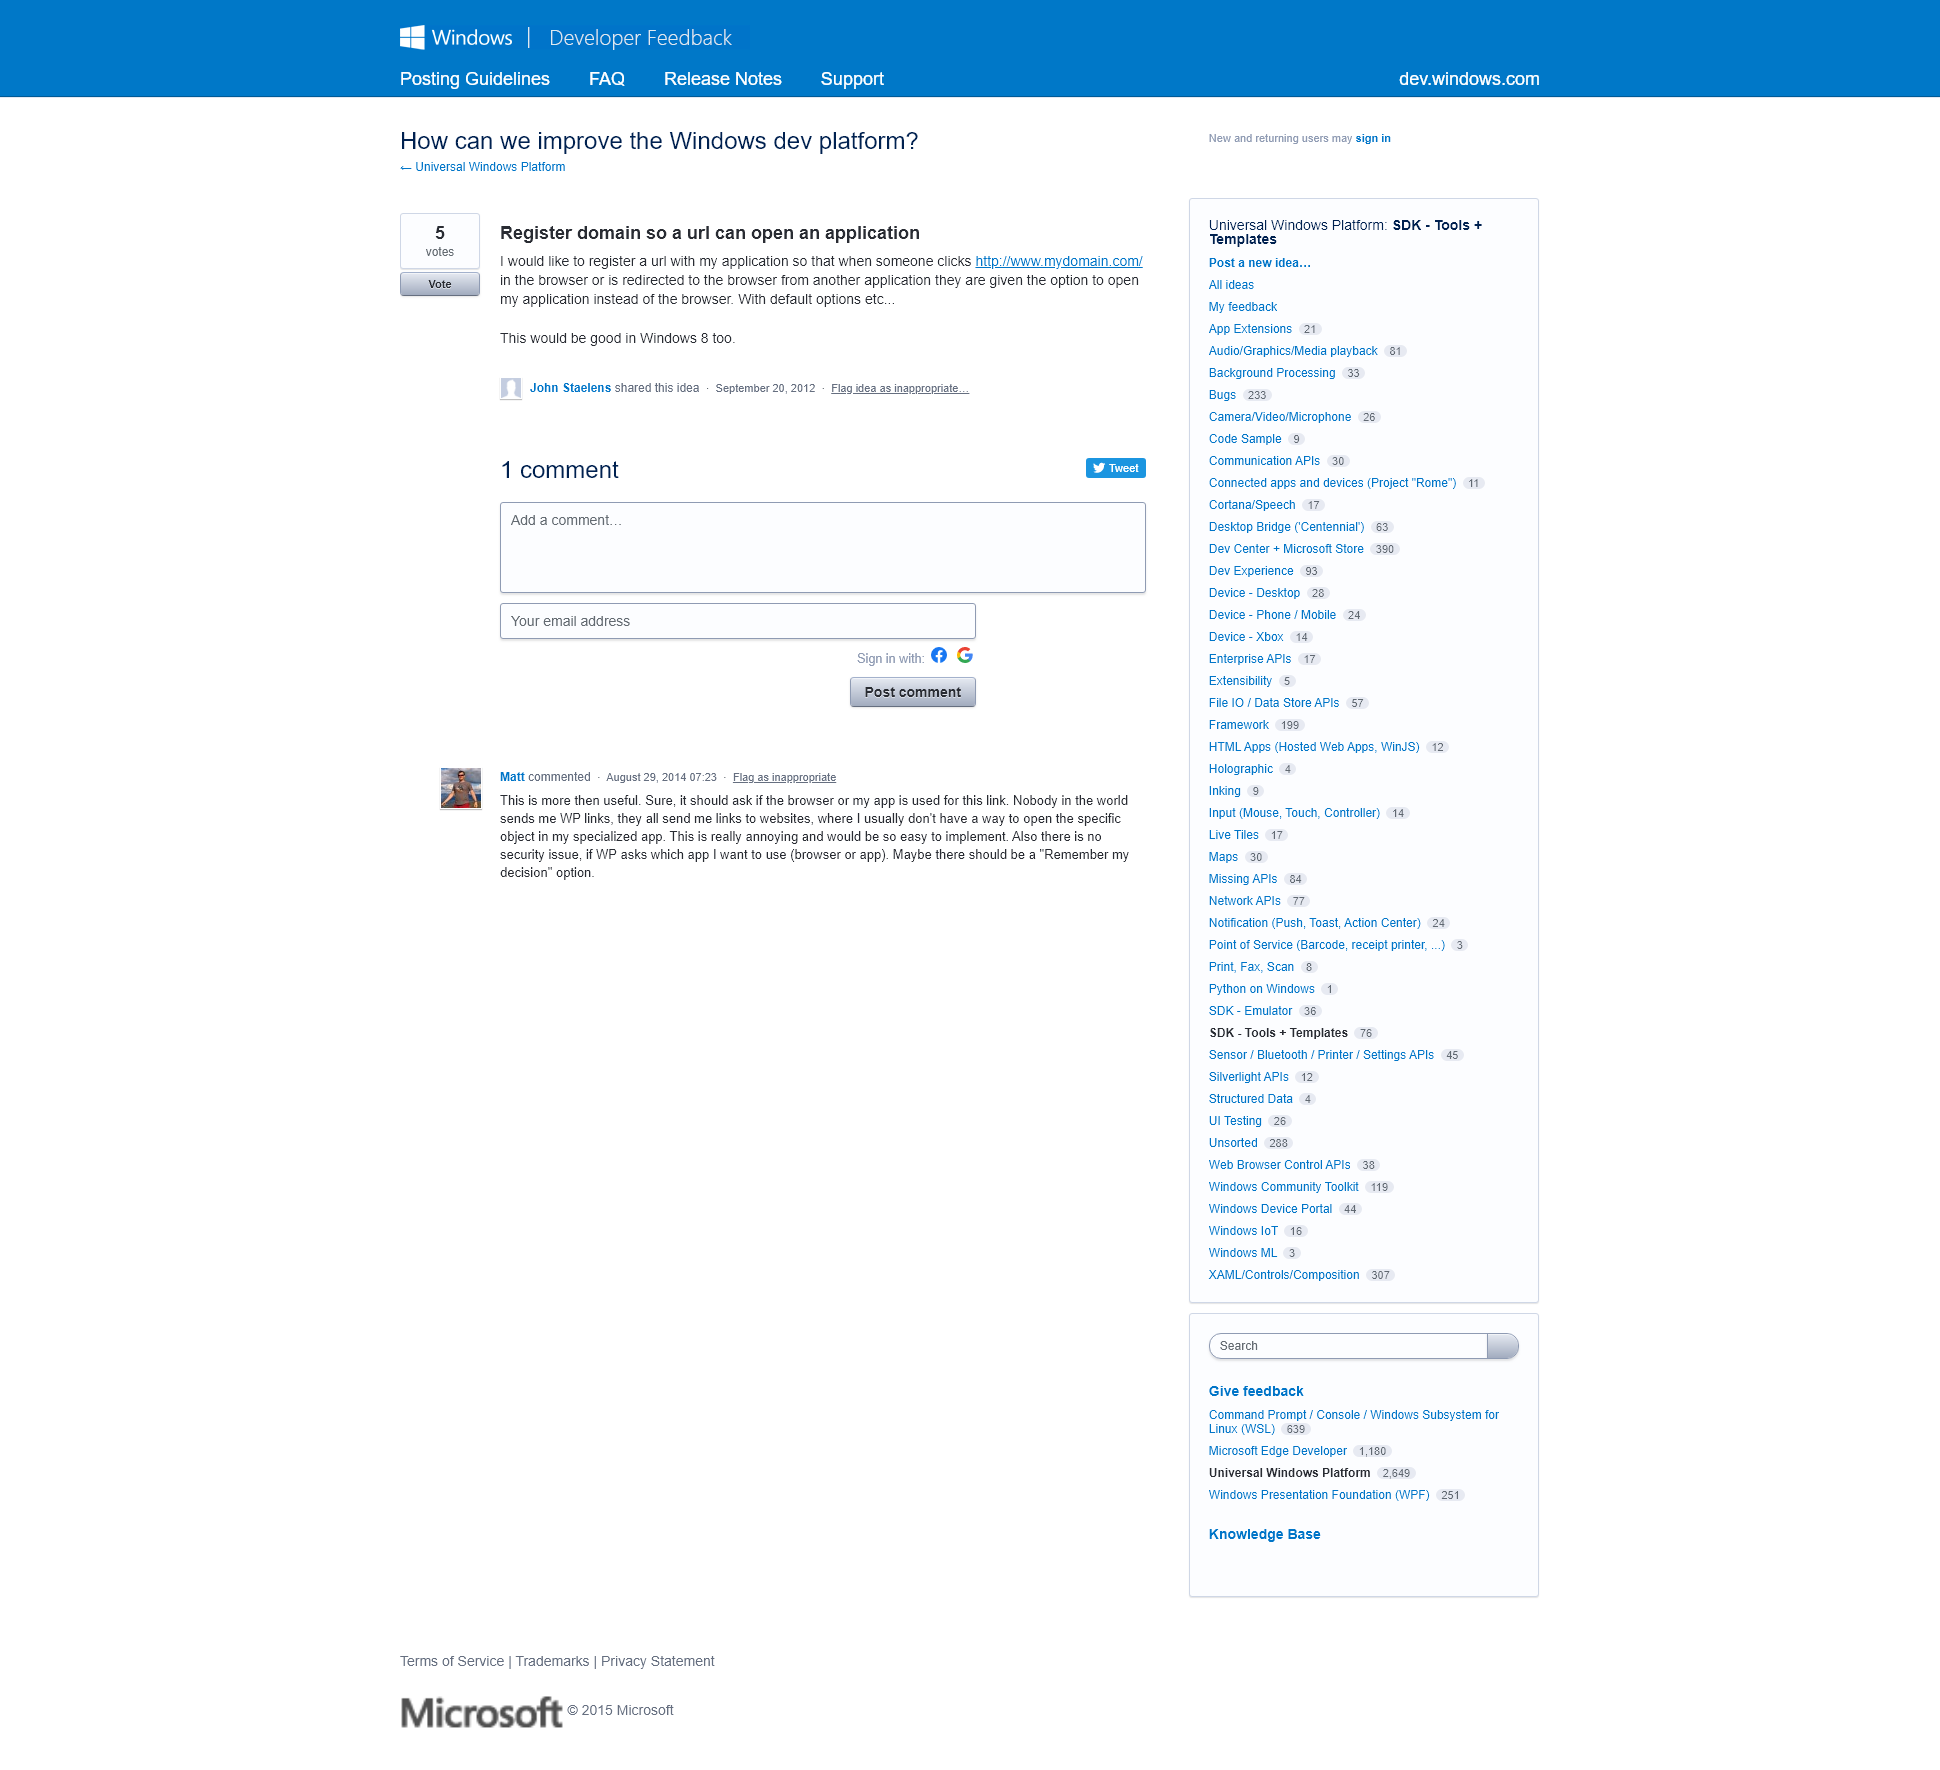 Windows | Developer Feedback
Posting Guidelines FAQ Release Notes Support dev.windows.com
How can we improve the Windows dev platform?
← Universal Windows Platform
New and returning users may sign in
5
votes
Vote
Register domain so a url can open an application
I would like to register a url with my application so that when someone clicks http://www.mydomain.com/
in the browser or is redirected to the browser from another application they are given the option to open
my application instead of the browser. With default options etc...
This would be good in Windows 8 too.
John Staelens shared this idea · September 20, 2012 · Flag idea as inappropriate…
1 comment
Tweet
Add a comment…
Your email address
Sign in with:
Post comment
Matt commented · August 29, 2014 07:23 · Flag as inappropriate
This is more then useful. Sure, it should ask if the browser or my app is used for this link. Nobody in the world
sends me WP links, they all send me links to websites, where I usually don't have a way to open the specific
object in my specialized app. This is really annoying and would be so easy to implement. Also there is no
security issue, if WP asks which app I want to use (browser or app). Maybe there should be a "Remember my
decision" option.
Universal Windows Platform: SDK - Tools +
Templates
Post a new idea…
All ideas
My feedback
App Extensions 21
Audio/Graphics/Media playback 81
Background Processing 33
Bugs 233
Camera/Video/Microphone 26
Code Sample 9
Communication APIs 30
Connected apps and devices (Project "Rome") 11
Cortana/Speech 17
Desktop Bridge ('Centennial') 63
Dev Center + Microsoft Store 390
Dev Experience 93
Device - Desktop 28
Device - Phone / Mobile 24
Device - Xbox 14
Enterprise APIs 17
Extensibility 5
File IO / Data Store APIs 57
Framework 199
HTML Apps (Hosted Web Apps, WinJS) 12
Holographic 4
Inking 9
Input (Mouse, Touch, Controller) 14
Live Tiles 17
Maps 30
Missing APIs 84
Network APIs 77
Notification (Push, Toast, Action Center) 24
Point of Service (Barcode, receipt printer, ...) 3
Print, Fax, Scan 8
Python on Windows 1
SDK - Emulator 36
SDK - Tools + Templates 76
Sensor / Bluetooth / Printer / Settings APIs 45
Silverlight APIs 12
Structured Data 4
UI Testing 26
Unsorted 288
Web Browser Control APIs 38
Windows Community Toolkit 119
Windows Device Portal 44
Windows IoT 16
Windows ML 3
XAML/Controls/Composition 307
Search
Give feedback
Command Prompt / Console / Windows Subsystem for
Linux (WSL) 639
Microsoft Edge Developer 1,180
Universal Windows Platform 2,649
Windows Presentation Foundation (WPF) 251
Knowledge Base
Terms of Service | Trademarks | Privacy Statement
Microsoft © 2015 Microsoft